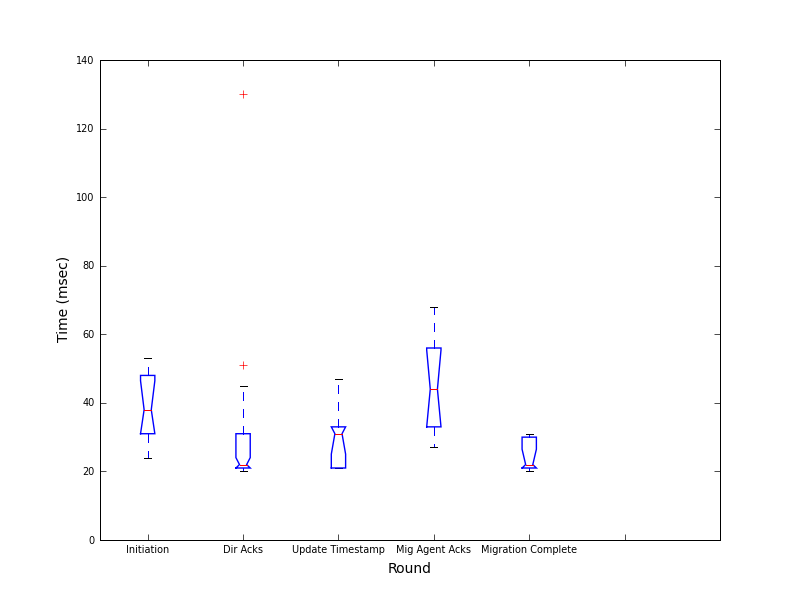 140
120
100
80
60
40
20
0
Time (msec)
Initiation
Dir Acks
Update Timestamp
Mig Agent Acks
Migration Complete
Round